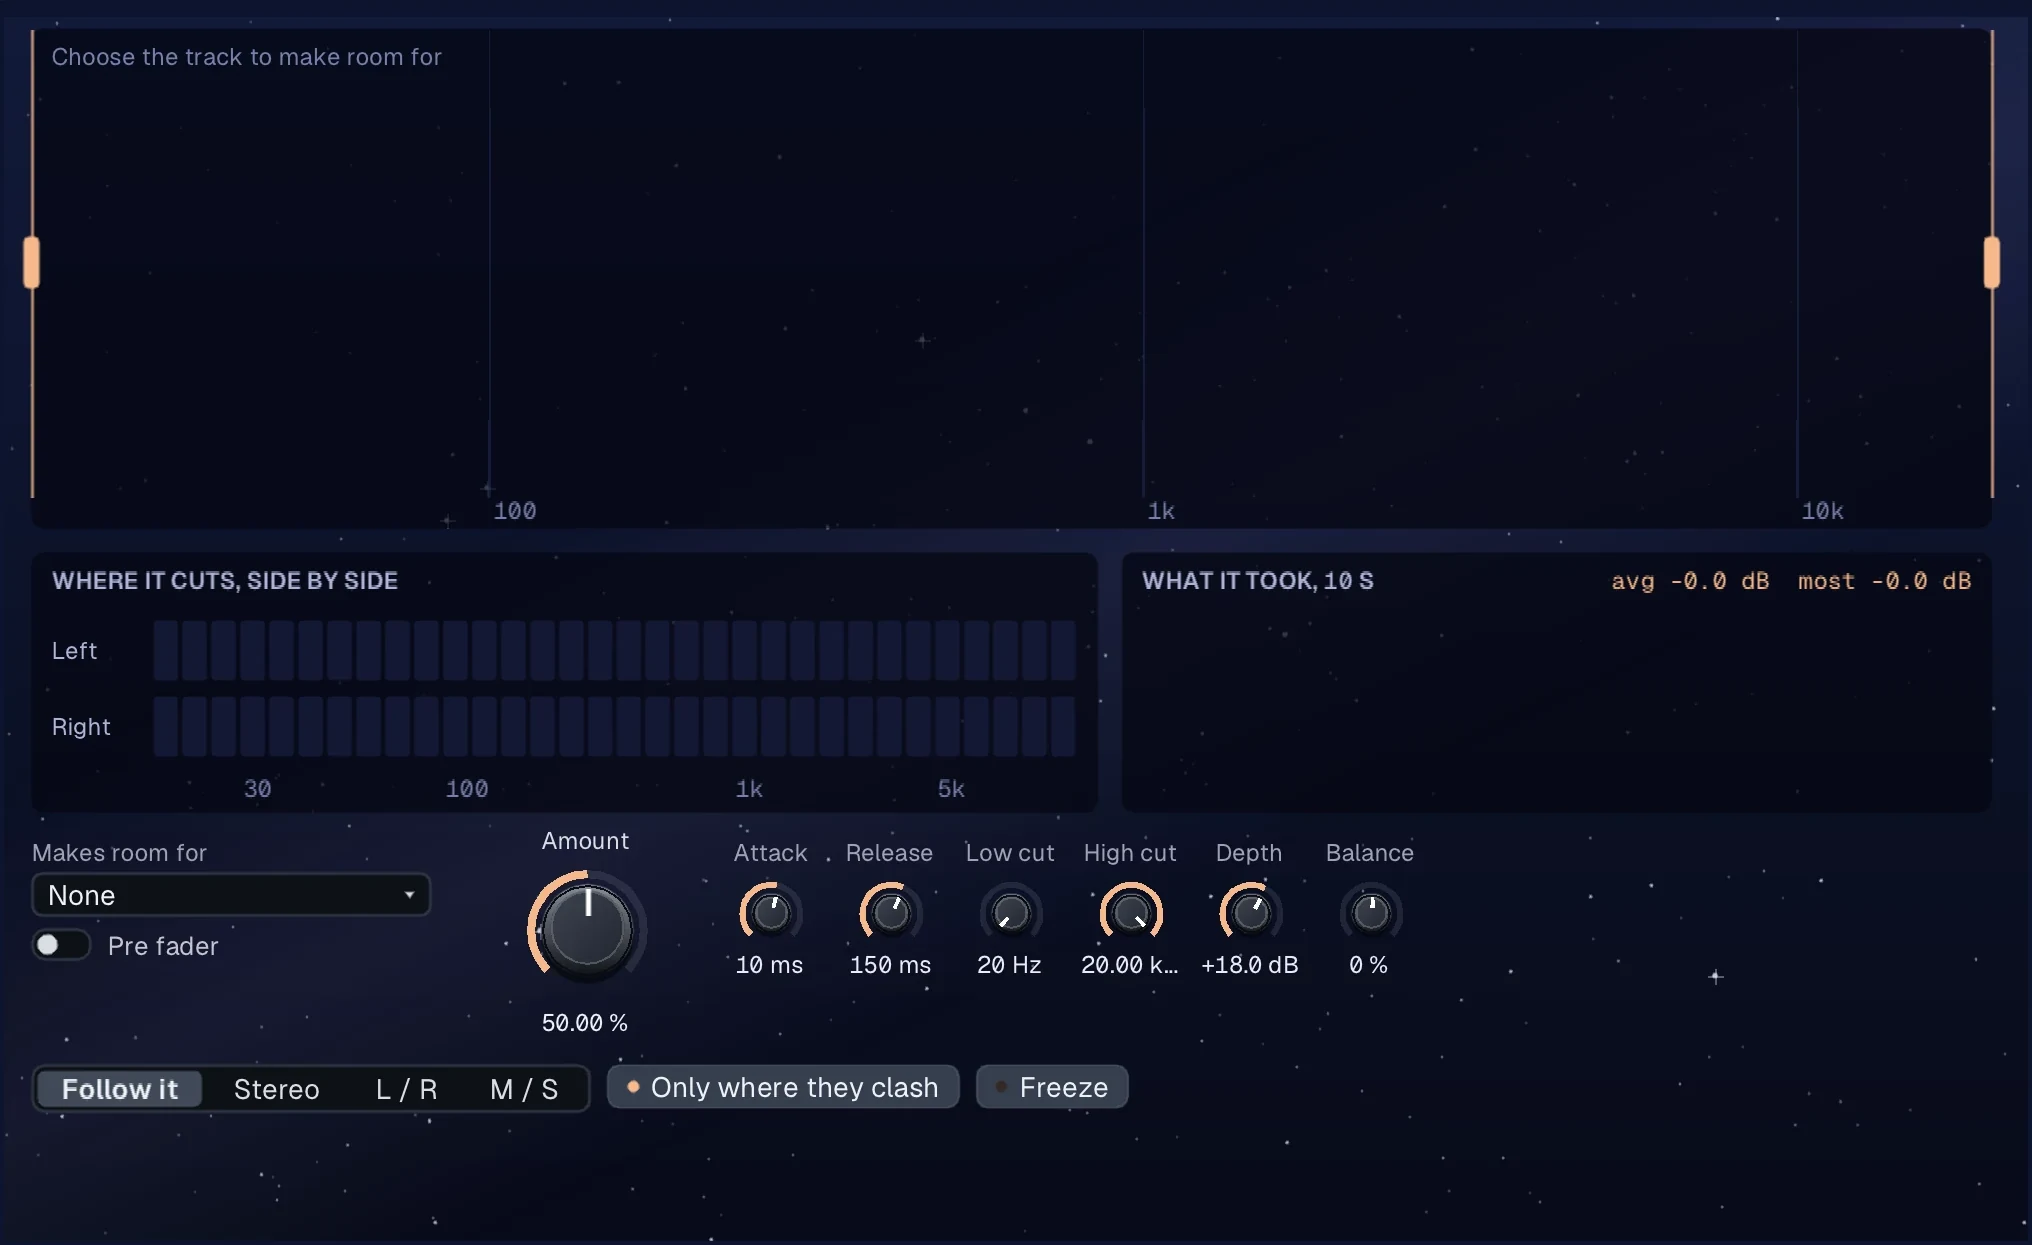 Choose the track to make room for
100 1k 10k
WHERE IT CUTS, SIDE BY SIDE
Left
Right
30 100 1k 5k
WHAT IT TOOK, 10 S avg -0.0 dB most -0.0 dB
Makes room for
None
Pre fader
Amount
50.00 %
Attack Release Low cut High cut Depth Balance
10 ms 150 ms 20 Hz 20.00 k... +18.0 dB 0 %
Follow it Stereo L / R M / S Only where they clash Freeze